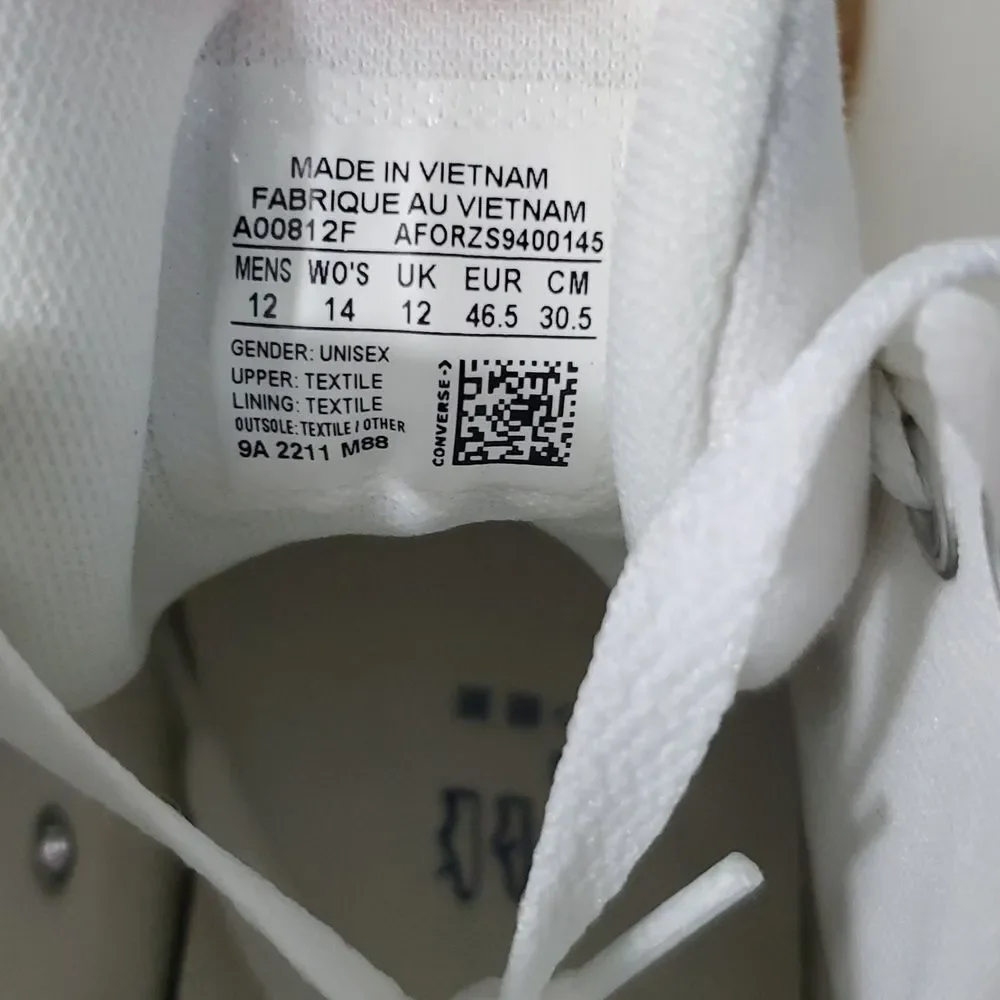 MADE IN VIETNAM
FABRIQUE AU VIETNAM
A00812F AFORZS9400145
MENS WO'S UK EUR CM
12 14 12 46.5 30.5
GENDER: UNISEX
UPPER: TEXTILE
LINING: TEXTILE
OUTSOLE: TEXTILE / OTHER
9A 2211 M88
CONVERSE->